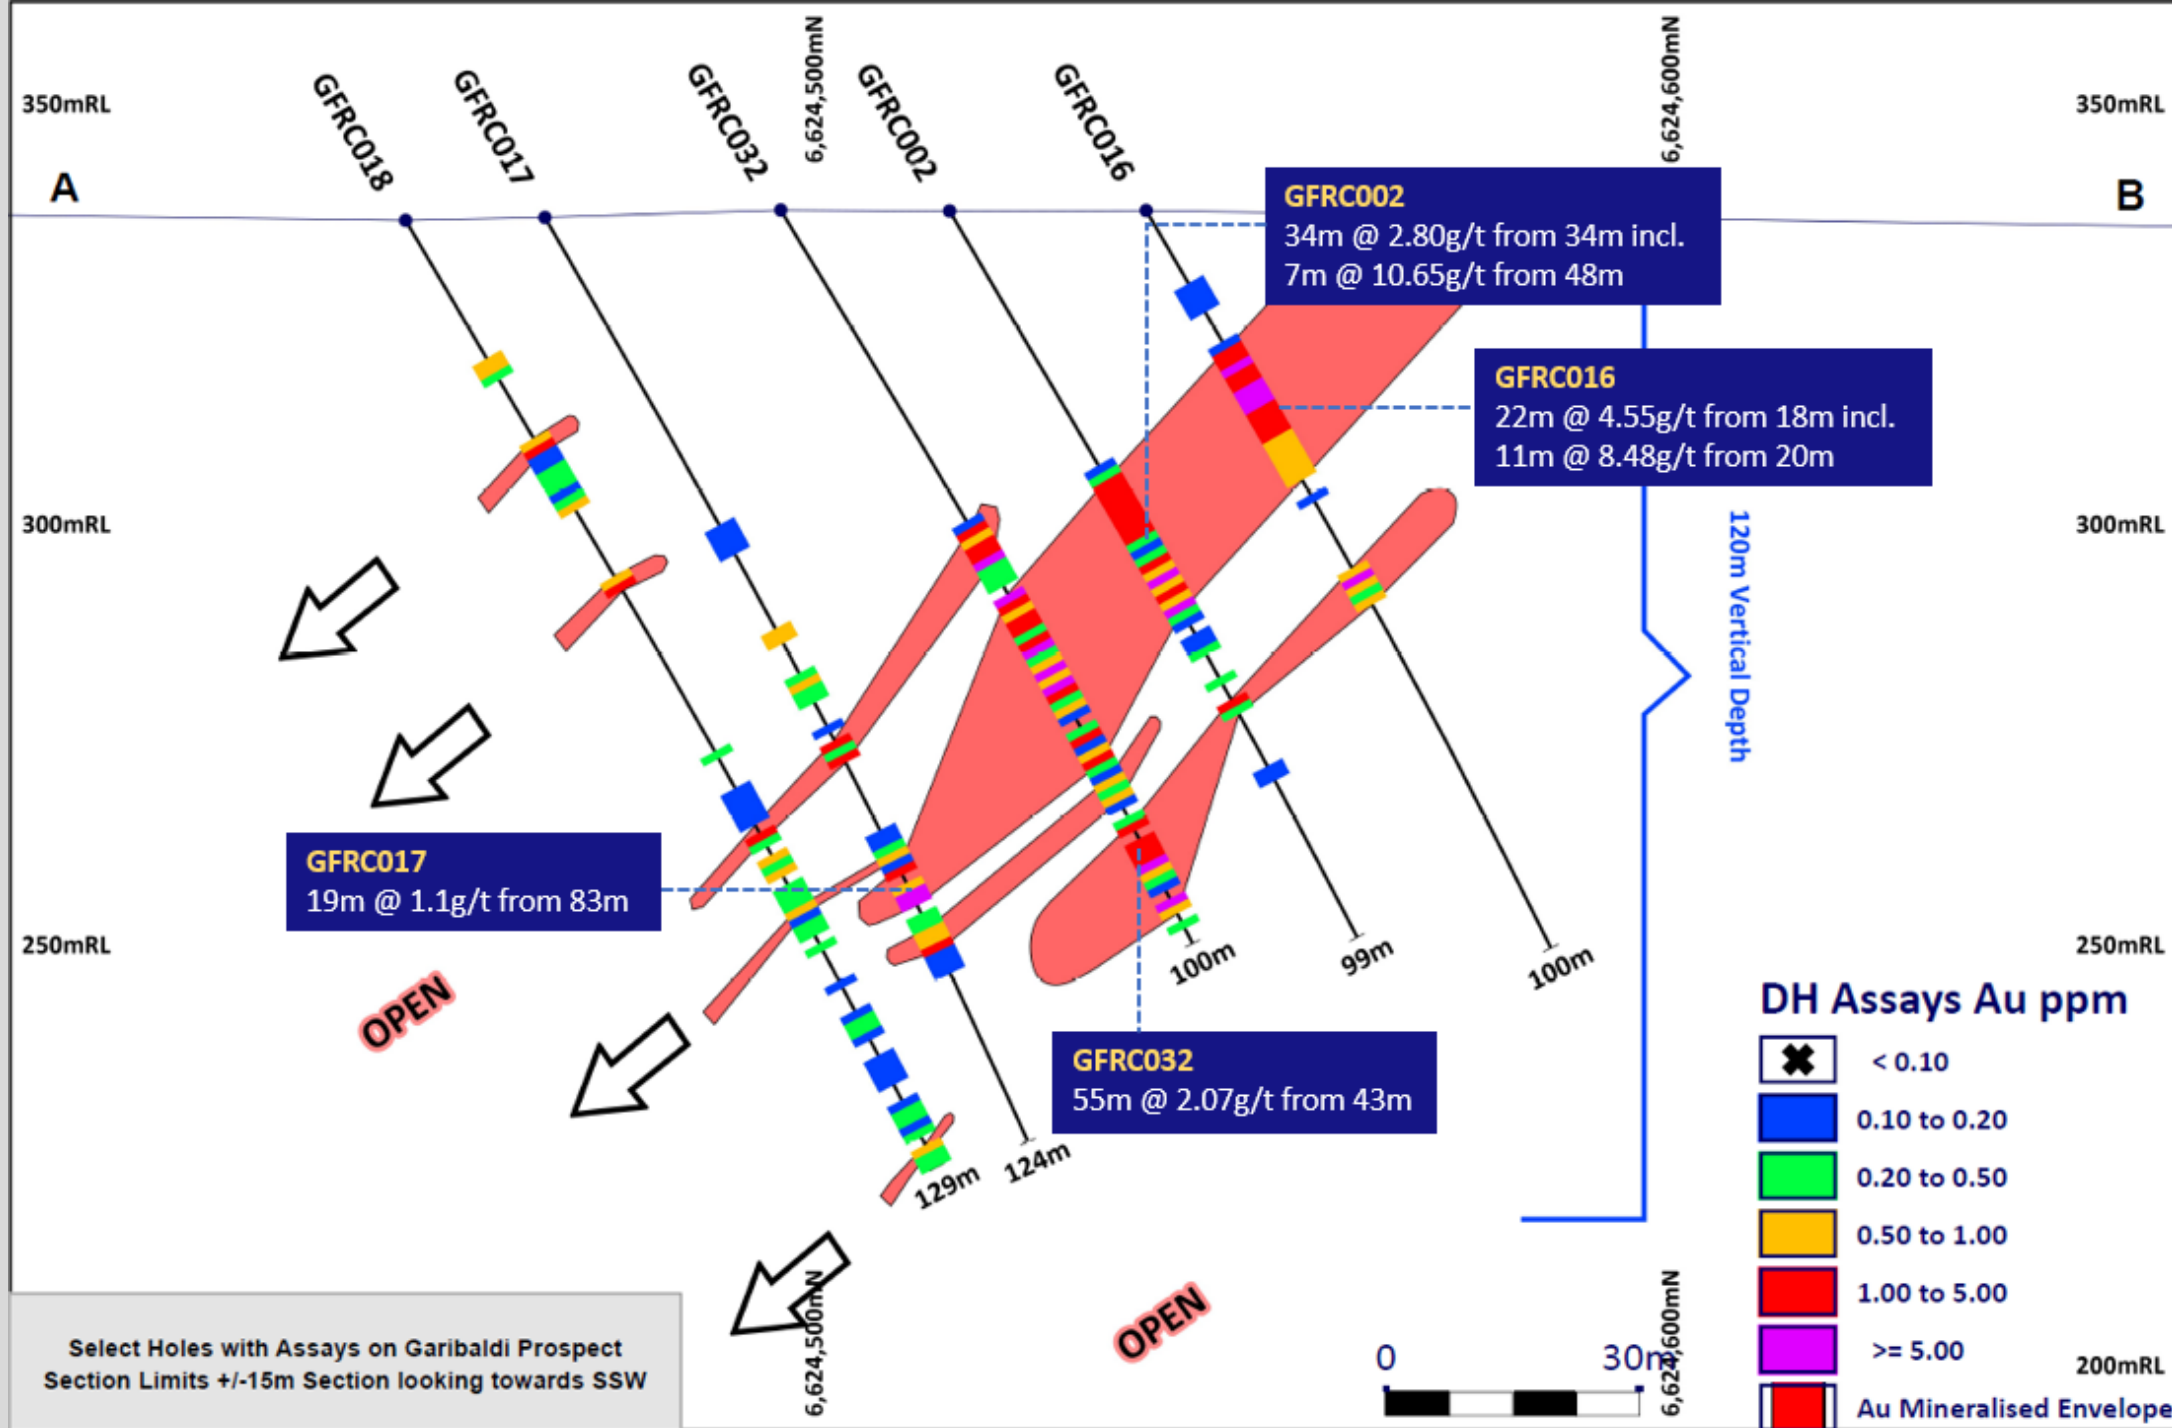 GFRC018
GFRC017
GFRC032
6,624,500mN
GFRC002
GFRC016
6,624,600mN
350mRL
350mRL
A
B
GFRC002
34m @ 2.80g/t from 34m incl.
7m @ 10.65g/t from 48m
GFRC016
22m @ 4.55g/t from 18m incl.
11m @ 8.48g/t from 20m
300mRL
300mRL
120m Vertical Depth
GFRC017
19m @ 1.1g/t from 83m
250mRL
250mRL
100m
99m
100m
OPEN
GFRC032
55m @ 2.07g/t from 43m
129m
124m
DH Assays Au ppm
< 0.10
0.10 to 0.20
0.20 to 0.50
0.50 to 1.00
1.00 to 5.00
>= 5.00
Au Mineralised Envelope
OPEN
6,624,500mN
6,624,600mN
0 30m
200mRL
Select Holes with Assays on Garibaldi Prospect
Section Limits +/-15m Section looking towards SSW